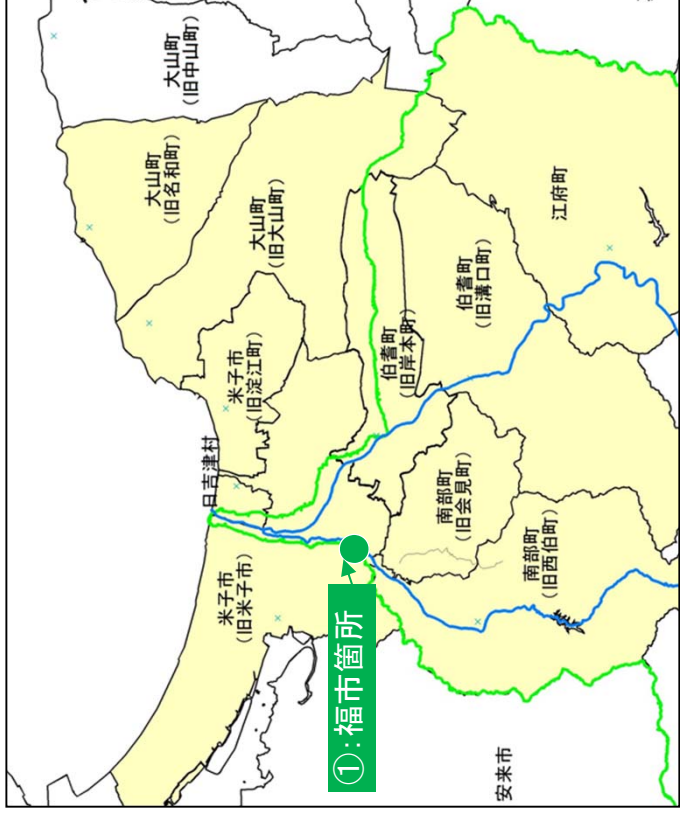 大山町
(旧中山町)
大山町
(旧名和町)
大山町
(旧大山町)
米子市
(旧淀江町)
日吉津村
米子市
(旧米子市)
伯耆町
(旧岸本町)
伯耆町
(旧溝口町)
江府町
南部町
(旧会見町)
南部町
(旧西伯町)
安来市
①:福市箇所